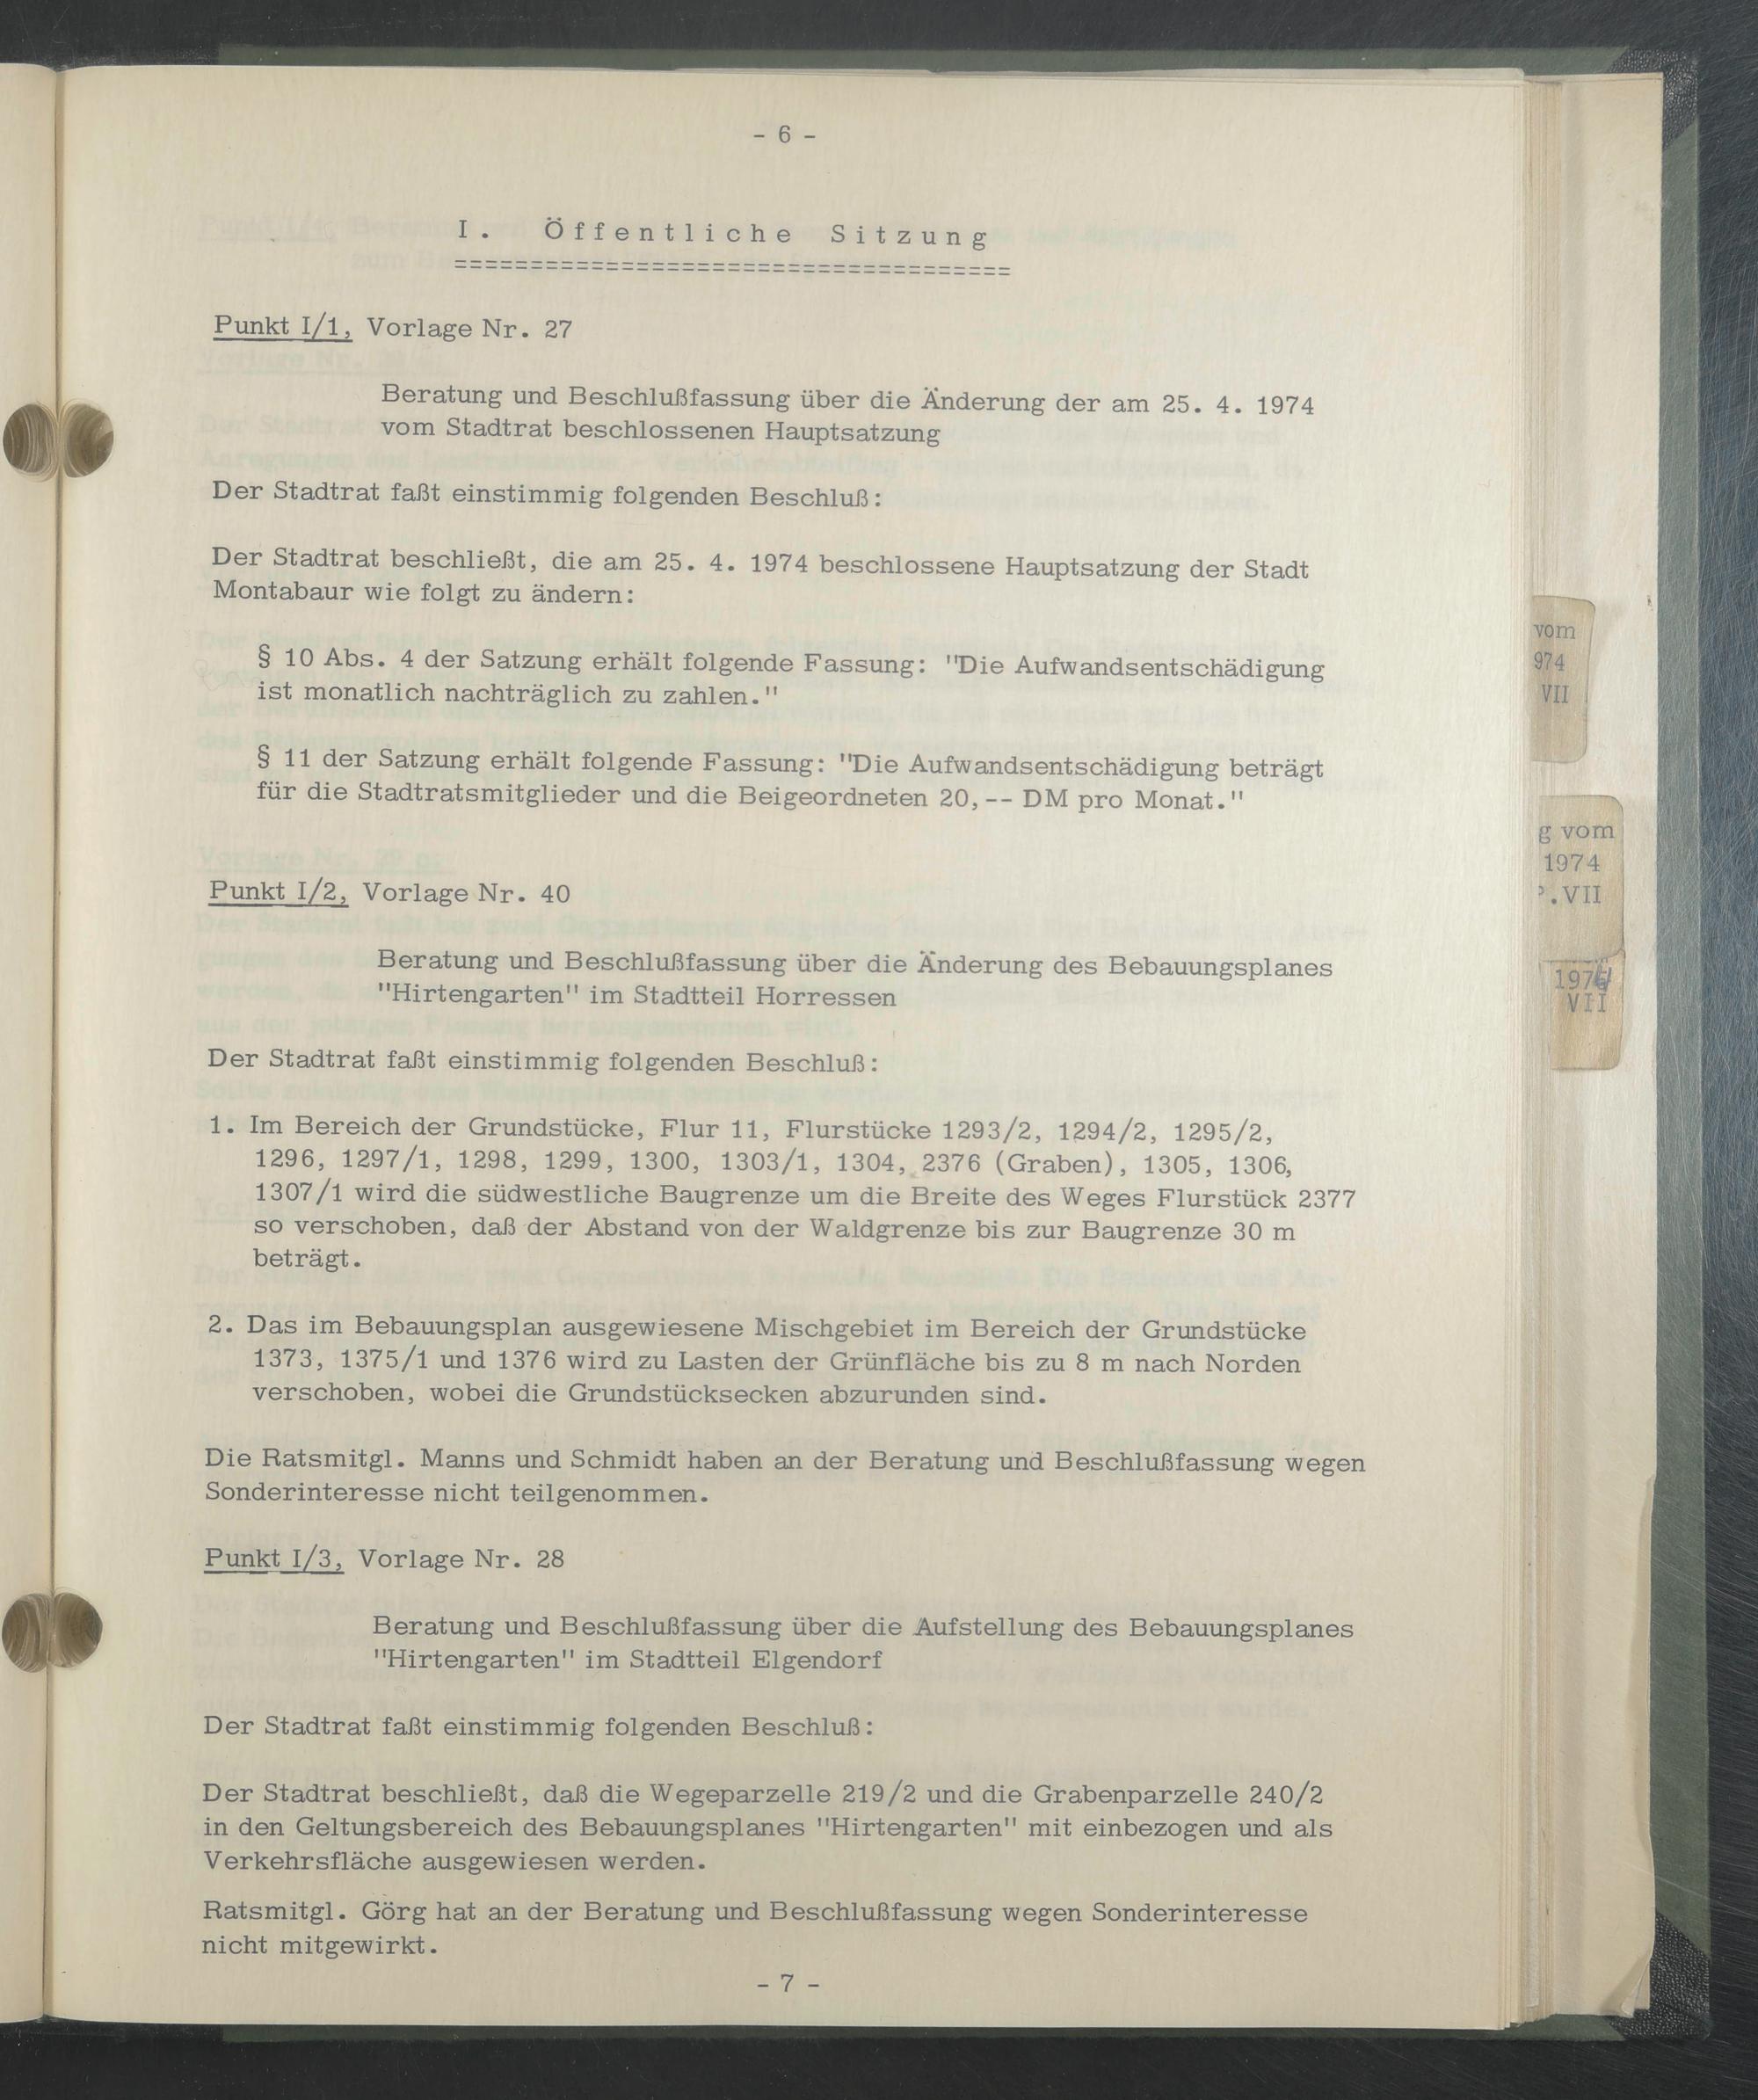 - 6 -
I. Öffentliche Sitzung
=====================================
Punkt I/1, Vorlage Nr. 27
Beratung und Beschlußfassung über die Änderung der am 25. 4. 1974
vom Stadtrat beschlossenen Hauptsatzung
Der Stadtrat faßt einstimmig folgenden Beschluß:
Der Stadtrat beschließt, die am 25. 4. 1974 beschlossene Hauptsatzung der Stadt
Montabaur wie folgt zu ändern:
§ 10 Abs. 4 der Satzung erhält folgende Fassung: "Die Aufwandsentschädigung
ist monatlich nachträglich zu zahlen."
§ 11 der Satzung erhält folgende Fassung: "Die Aufwandsentschädigung beträgt
für die Stadtratsmitglieder und die Beigeordneten 20,-- DM pro Monat."
Punkt I/2, Vorlage Nr. 40
Beratung und Beschlußfassung über die Änderung des Bebauungsplanes
"Hirtengarten" im Stadtteil Horressen
Der Stadtrat faßt einstimmig folgenden Beschluß:
1. Im Bereich der Grundstücke, Flur 11, Flurstücke 1293/2, 1294/2, 1295/2,
1296, 1297/1, 1298, 1299, 1300, 1303/1, 1304, 2376 (Graben), 1305, 1306,
1307/1 wird die südwestliche Baugrenze um die Breite des Weges Flurstück 2377
so verschoben, daß der Abstand von der Waldgrenze bis zur Baugrenze 30 m
beträgt.
2. Das im Bebauungsplan ausgewiesene Mischgebiet im Bereich der Grundstücke
1373, 1375/1 und 1376 wird zu Lasten der Grünfläche bis zu 8 m nach Norden
verschoben, wobei die Grundstücksecken abzurunden sind.
Die Ratsmitgl. Manns und Schmidt haben an der Beratung und Beschlußfassung wegen
Sonderinteresse nicht teilgenommen.
Punkt I/3, Vorlage Nr. 28
Beratung und Beschlußfassung über die Aufstellung des Bebauungsplanes
"Hirtengarten" im Stadtteil Elgendorf
Der Stadtrat faßt einstimmig folgenden Beschluß:
Der Stadtrat beschließt, daß die Wegeparzelle 219/2 und die Grabenparzelle 240/2
in den Geltungsbereich des Bebauungsplanes "Hirtengarten" mit einbezogen und als
Verkehrsfläche ausgewiesen werden.
Ratsmitgl. Görg hat an der Beratung und Beschlußfassung wegen Sonderinteresse
nicht mitgewirkt.
- 7 -
vom
974
VII
g vom
1974
.VII
1974
VII